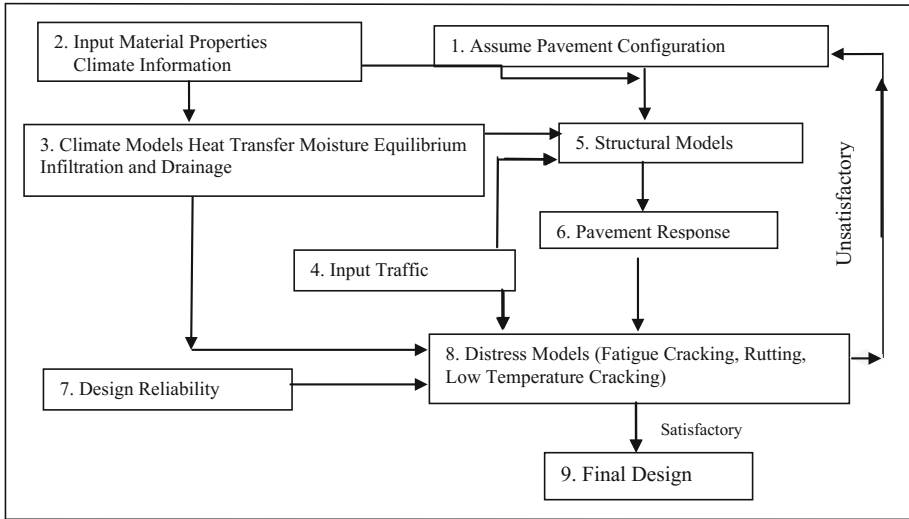 2. Input Material Properties
Climate Information
1. Assume Pavement Configuration
3. Climate Models Heat Transfer Moisture Equilibrium
Infiltration and Drainage
5. Structural Models
6. Pavement Response
4. Input Traffic
Unsatisfactory
8. Distress Models (Fatigue Cracking, Rutting,
Low Temperature Cracking)
7. Design Reliability
Satisfactory
9. Final Design